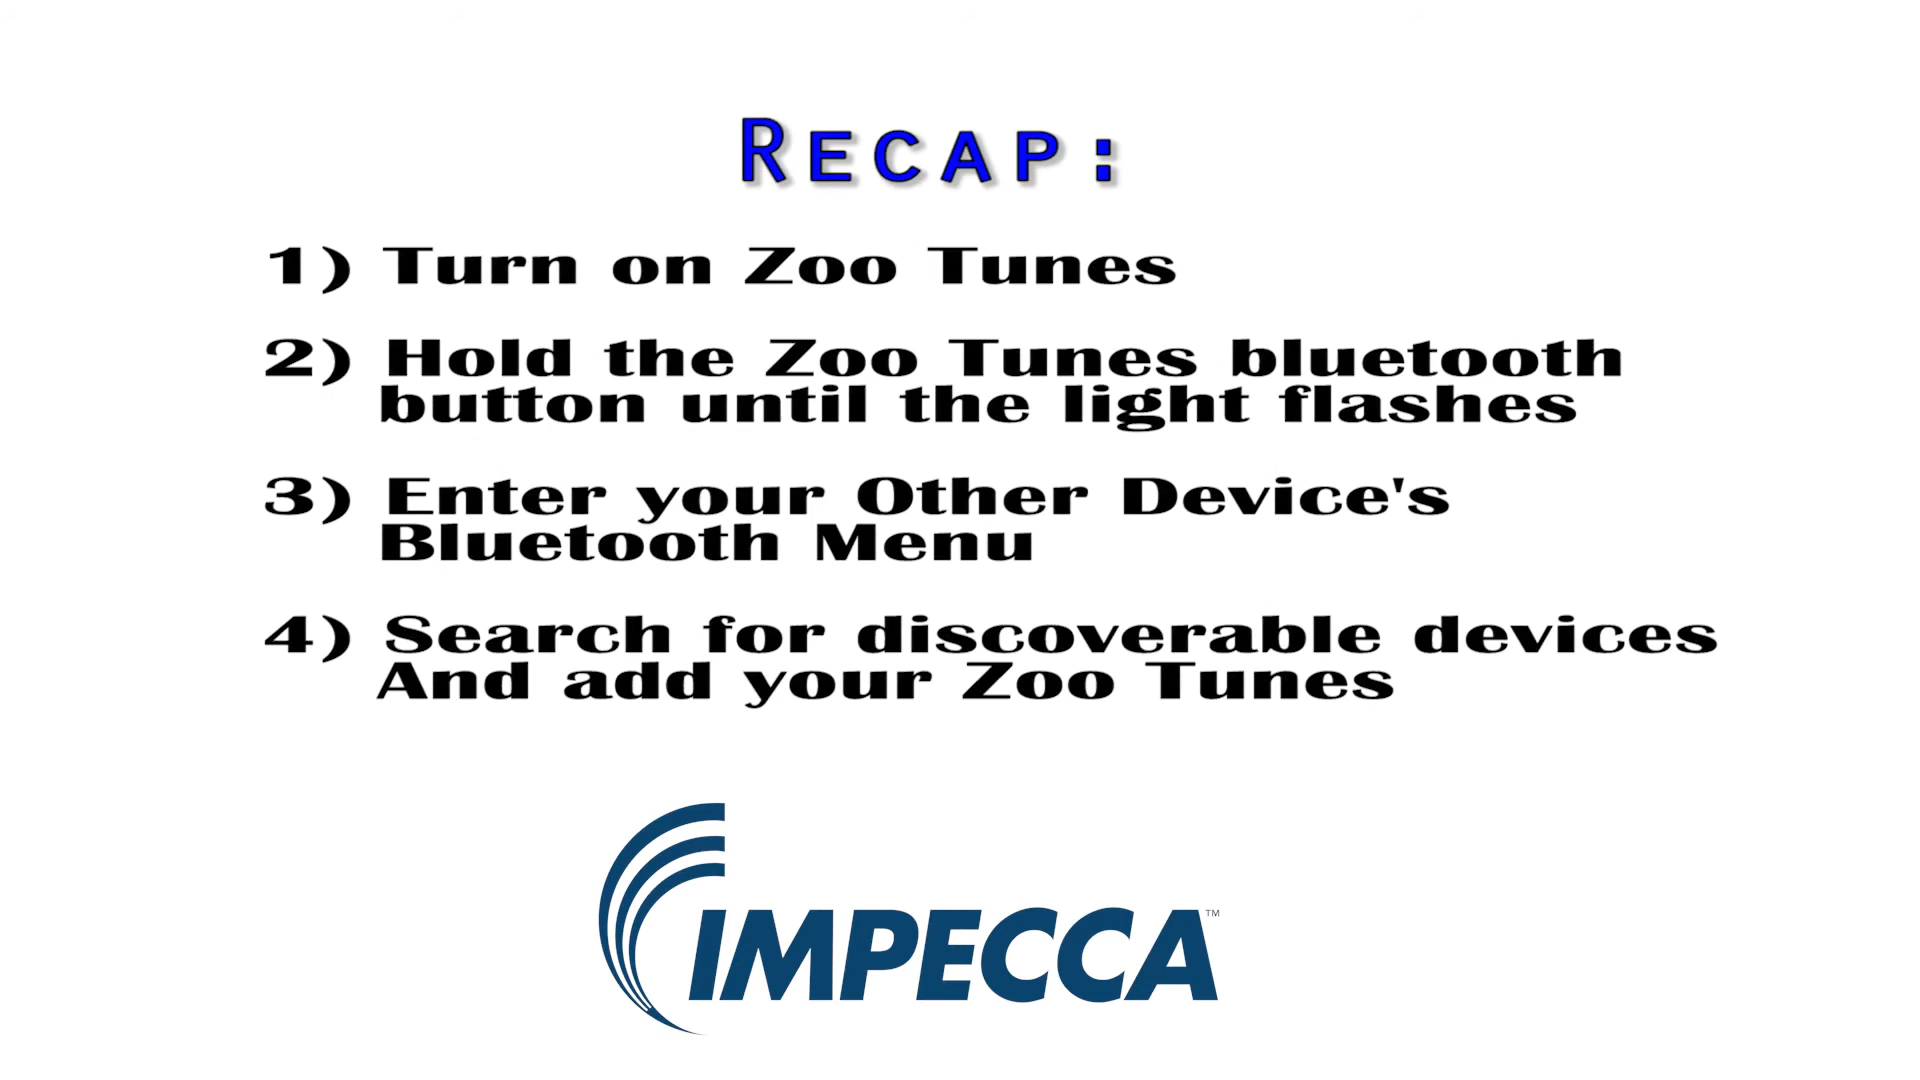 RECAP:
1) Turn on Zoo Tunes
2) Hold the Zoo Tunes bluetooth
button until the light flashes
3) Enter your Other Device's
Bluetooth Menu
4) Search for discoverable devices
And add your Zoo Tunes
IMPECCA™